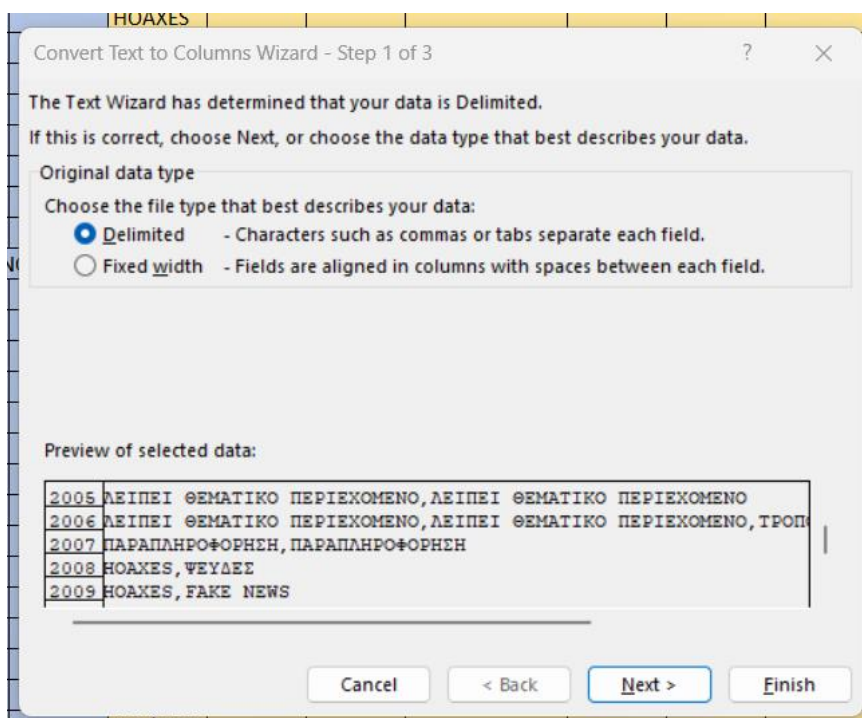 HOAXES
Convert Text to Columns Wizard - Step 1 of 3
The Text Wizard has determined that your data is Delimited.
If this is correct, choose Next, or choose the data type that best describes your data.
Original data type
Choose the file type that best describes your data:
Delimited - Characters such as commas or tabs separate each field.
Fixed width - Fields are aligned in columns with spaces between each field.
Preview of selected data:
2005 ΛΕΙΠΕΙ ΘΕΜΑΤΙΚΟ ΠΕΡΙΕΧΟΜΕΝΟ,ΛΕΙΠΕΙ ΘΕΜΑΤΙΚΟ ΠΕΡΙΕΧΟΜΕΝΟ
2006 ΛΕΙΠΕΙ ΘΕΜΑΤΙΚΟ ΠΕΡΙΕΧΟΜΕΝΟ,ΛΕΙΠΕΙ ΘΕΜΑΤΙΚΟ ΠΕΡΙΕΧΟΜΕΝΟ,
2007 ΠΑΡΑΠΛΗΡΟΦΟΡΗΣΗ,ΠΑΡΑΠΛΗΡΟΦΟΡΗΣΗ
2008 HOAXES,ΨΕΥΔΕΣ
2009 HOAXES,FAKE NEWS
Cancel < Back Next > Finish